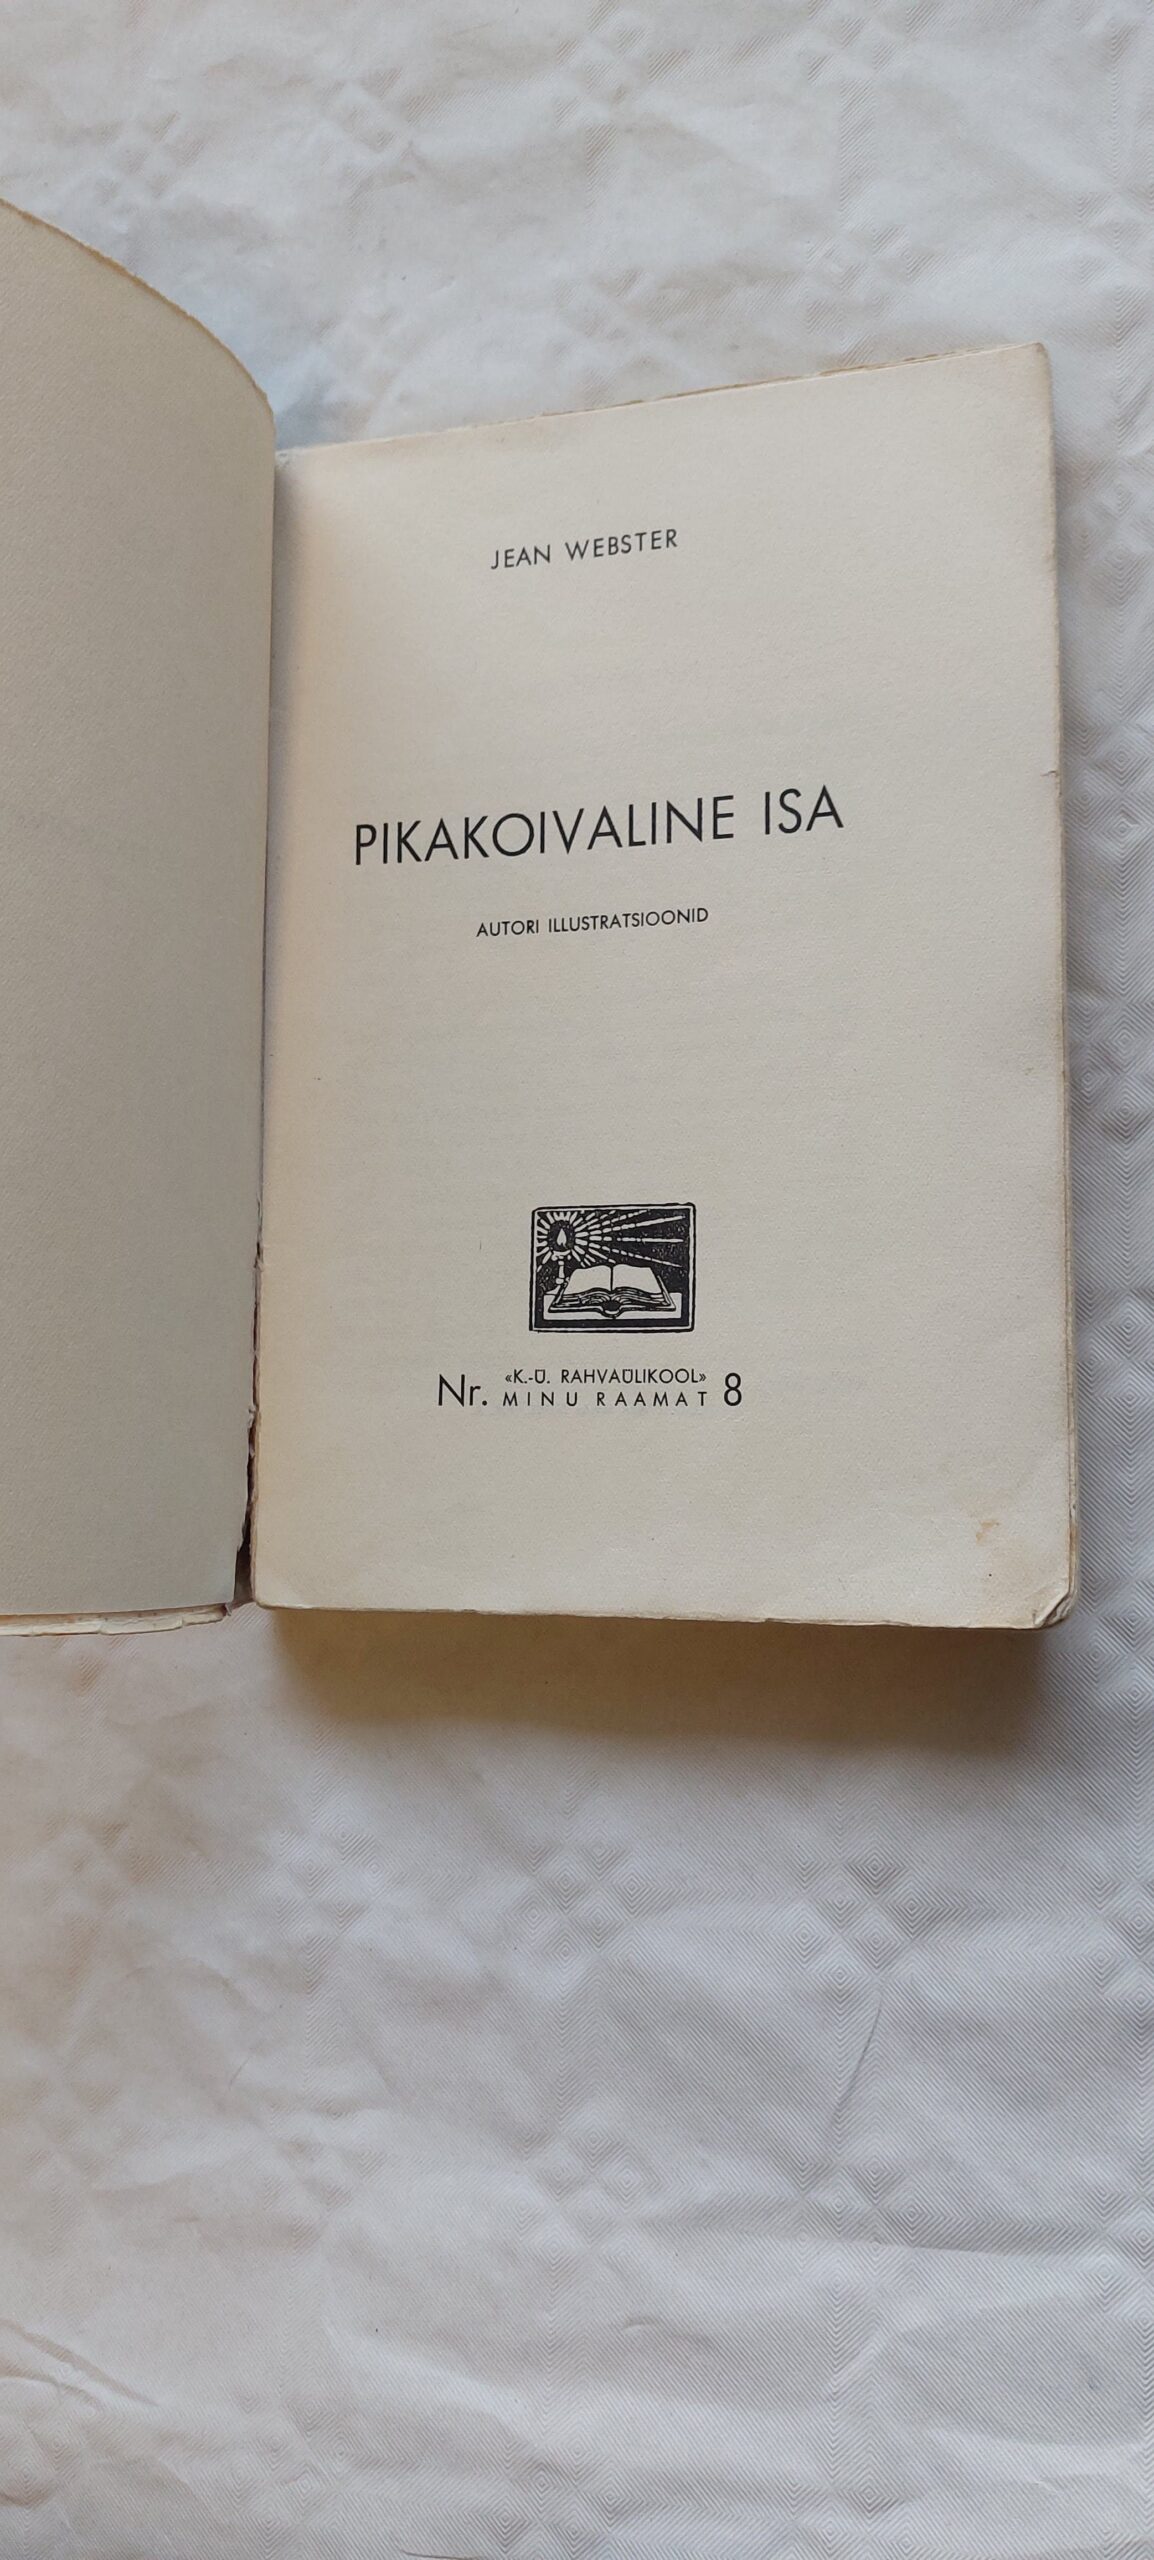 JEAN WEBSTER
PIKAKOIVALINE ISA
AUTORI ILLUSTRATSIOONID
«K.-Ü. RAHVAÜLIKOOL»
Nr. MINU RAAMAT 8